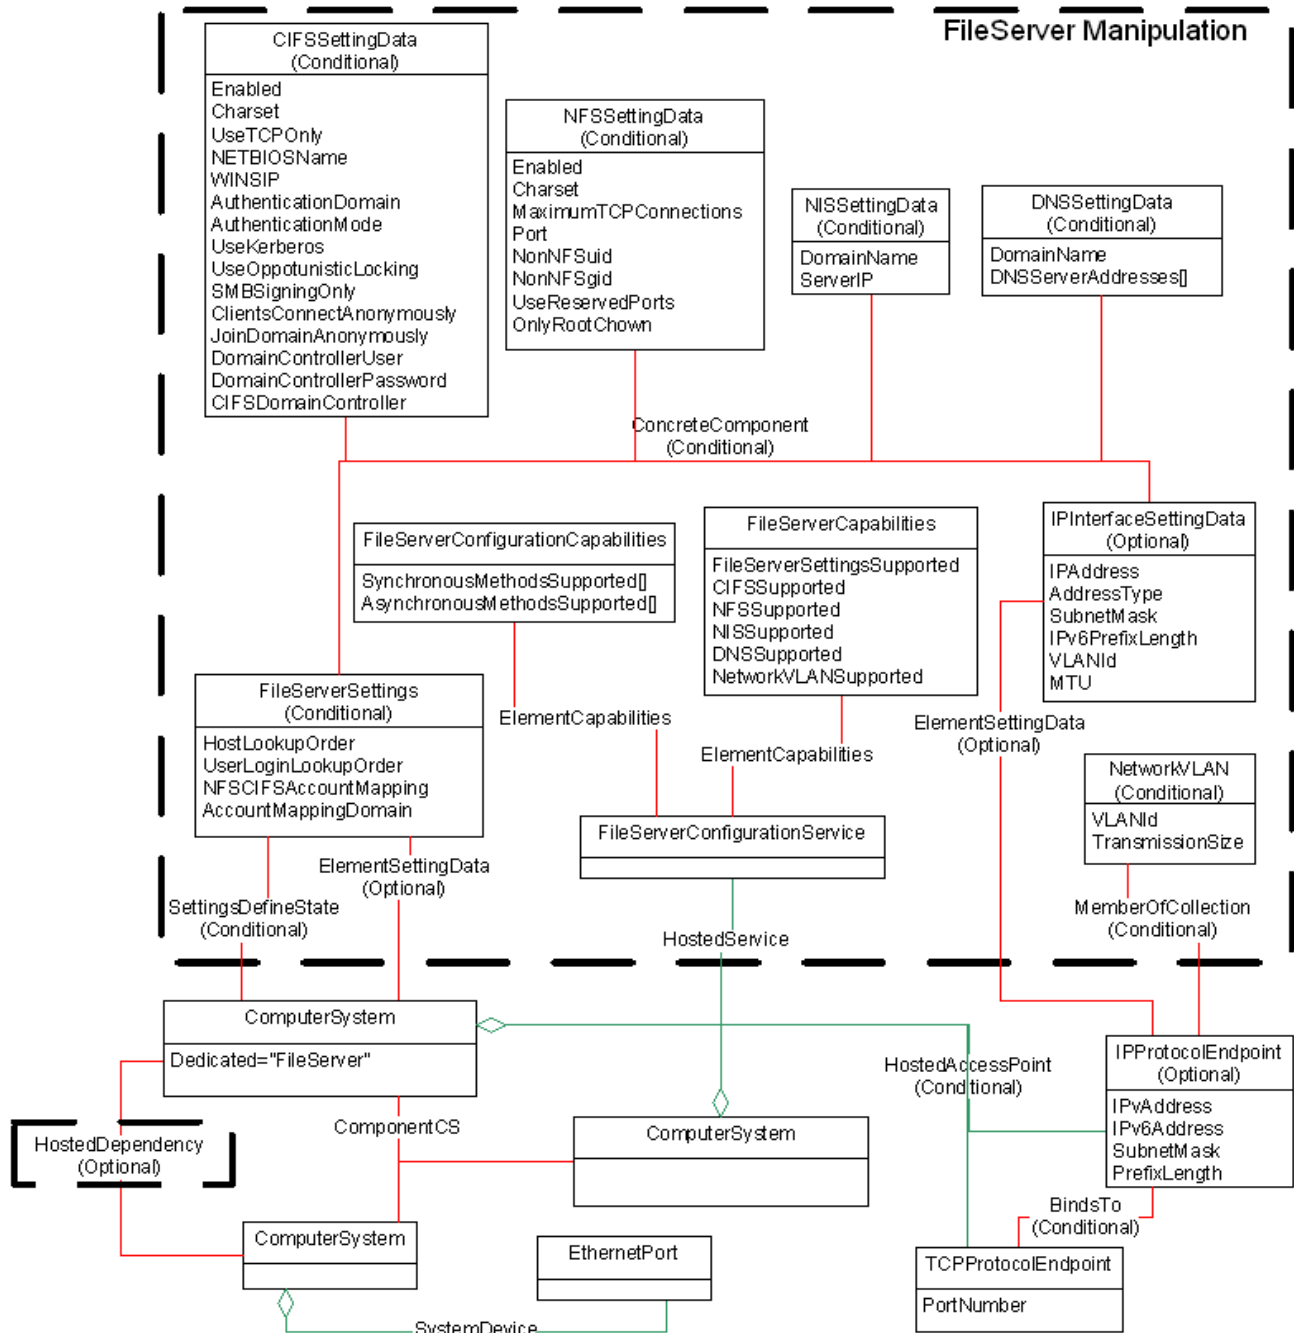 FileServer Manipulation
CIFSSettingData
(Conditional)
Enabled
Charset
UseTCPOnly
NETBIOSName
WINSIP
AuthenticationDomain
AuthenticationMode
UseKerberos
UseOppotunisticLocking
SMBSigningOnly
ClientsConnectAnonymously
JoinDomainAnonymously
DomainControllerUser
DomainControllerPassword
CIFSDomainController
NFSSettingData
(Conditional)
Enabled
Charset
MaximumTCPConnections
Port
NonNFSuid
NonNFSgid
UseReservedPorts
OnlyRootChown
NISSettingData
(Conditional)
DomainName
ServerIP
DNSSettingData
(Conditional)
DomainName
DNSServerAddresses[]
ConcreteComponent
(Conditional)
FileServerConfigurationCapabilities
SynchronousMethodsSupported[]
AsynchronousMethodsSupported[]
FileServerCapabilities
FileServerSettingsSupported
CIFSSupported
NFSSupported
NISSupported
DNSSupported
NetworkVLANSupported
IPInterfaceSettingData
(Optional)
IPAddress
AddressType
SubnetMask
IPv6PrefixLength
VLANId
MTU
FileServerSettings
(Conditional)
HostLookupOrder
UserLoginLookupOrder
NFSCIFSAccountMapping
AccountMappingDomain
ElementCapabilities
ElementCapabilities
ElementSettingData
(Optional)
NetworkVLAN
(Conditional)
VLANId
TransmissionSize
FileServerConfigurationService
ElementSettingData
(Optional)
SettingsDefineState
(Conditional)
HostedService
MemberOfCollection
(Conditional)
ComputerSystem
Dedicated="FileServer"
HostedAccessPoint
(Conditional)
IPProtocolEndpoint
(Optional)
IPvAddress
IPv6Address
SubnetMask
PrefixLength
HostedDependency
(Optional)
ComponentCS
ComputerSystem
BindsTo
(Conditional)
ComputerSystem
EthernetPort
TCPProtocolEndpoint
PortNumber
SystemDevice